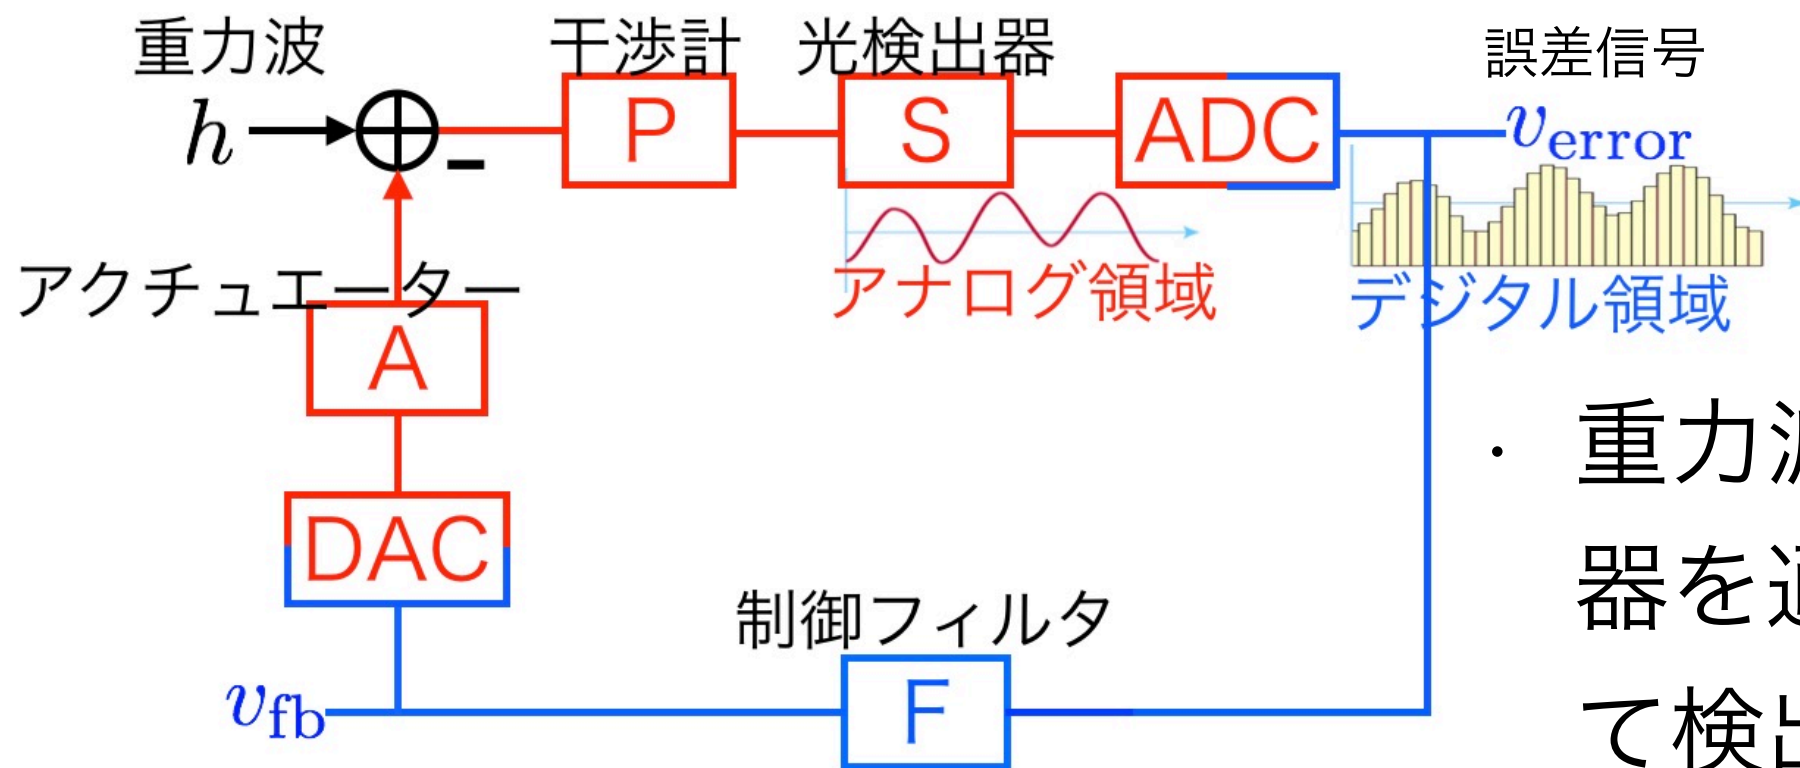 重力波
干渉計
光検出器
誤差信号
h
-
P
S
ADC
v_error
アナログ領域
デジタル領域
アクチュエーター
A
・ 重力
DAC
器を
制御フィルタ
v_fb
F
て検